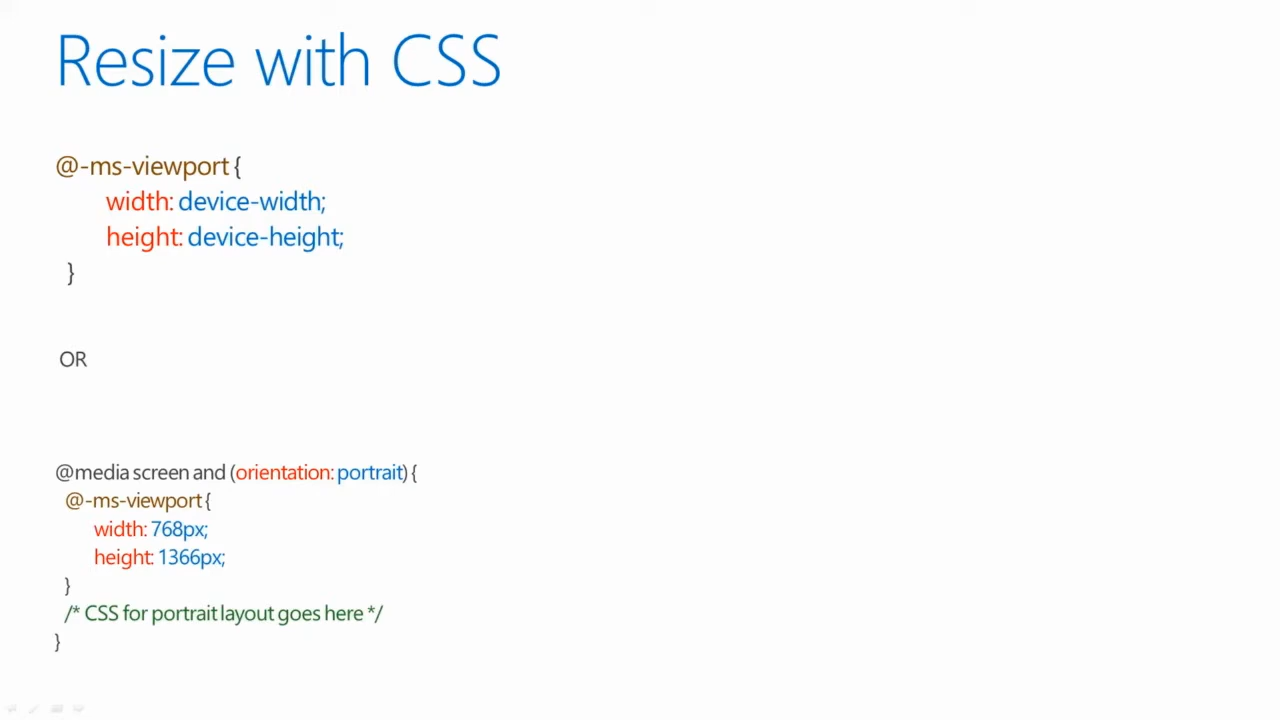 Resize with CSS
@-ms-viewport {
width: device-width;
height: device-height;
}
OR
@media screen and (orientation: portrait) {
@-ms-viewport {
width: 768px;
height: 1366px;
}
/* CSS for portrait layout goes here */
}